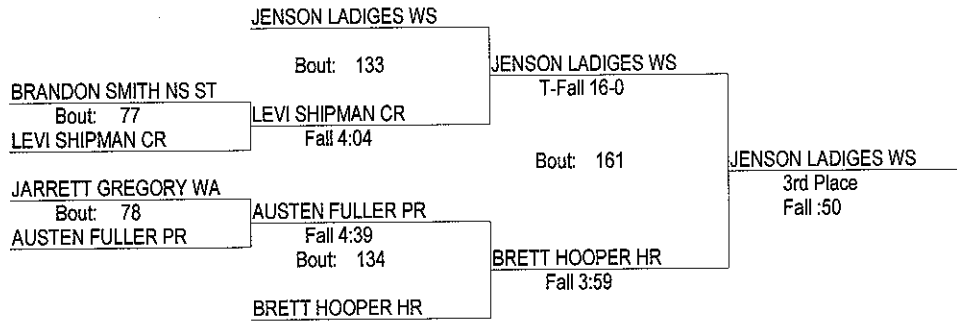 JENSON LADIGES WS
Bout: 133
JENSON LADIGES WS
T-Fall 16-0
BRANDON SMITH NS ST
Bout: 77
LEVI SHIPMAN CR
LEVI SHIPMAN CR
Fall 4:04
Bout: 161
JENSON LADIGES WS
3rd Place
Fall :50
JARRETT GREGORY WA
Bout: 78
AUSTEN FULLER PR
AUSTEN FULLER PR
Fall 4:39
Bout: 134
BRETT HOOPER HR
Fall 3:59
BRETT HOOPER HR